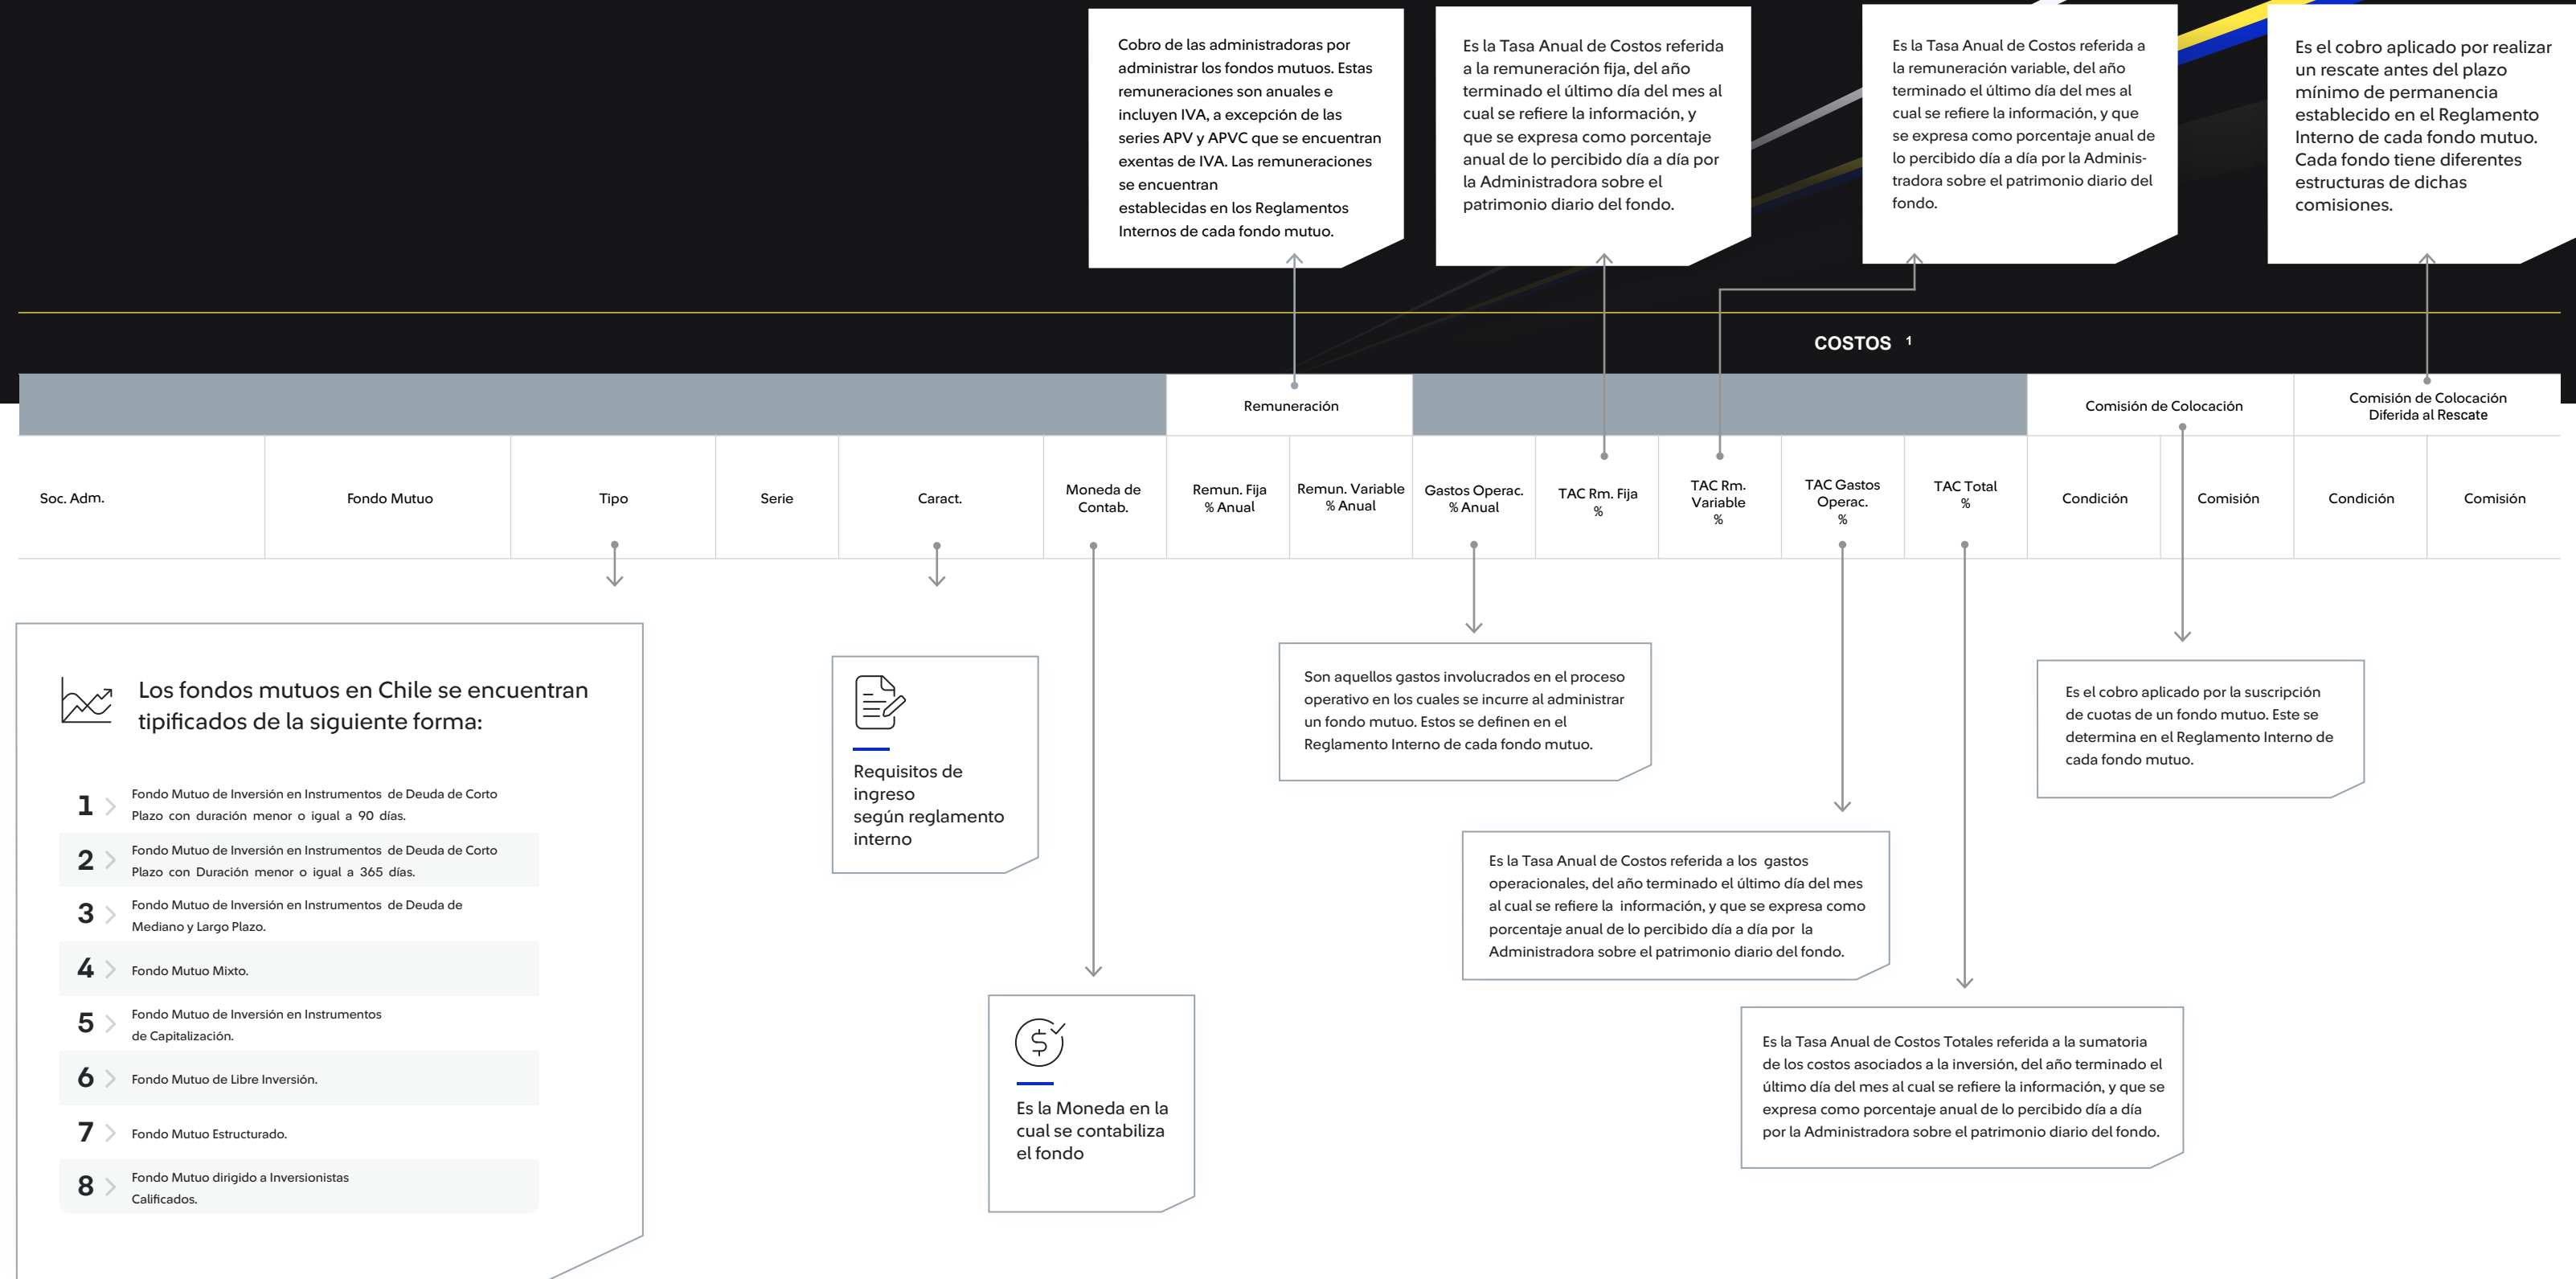 Cobro de las administradoras por
administrar los fondos mutuos. Estas
remuneraciones son anuales e
incluyen IVA, a excepción de las
series APV y APVC que se encuentran
exentas de IVA. Las remuneraciones
se encuentran
establecidas en los Reglamentos
Internos de cada fondo mutuo.
Es la Tasa Anual de Costos referida
a la remuneración fija, del año
terminado el último día del mes al
cual se refiere la información, y
que se expresa como porcentaje
anual de lo percibido día a día por
la Administradora sobre el
patrimonio diario del fondo.
Es la Tasa Anual de Costos referida a
la remuneración variable, del año
terminado el último día del mes al
cual se refiere la información, y que
se expresa como porcentaje anual de
lo percibido día a día por la Adminis-
tradora sobre el patrimonio diario del
fondo.
Es el cobro aplicado por realizar
un rescate antes del plazo
mínimo de permanencia
establecido en el Reglamento
Interno de cada fondo mutuo.
Cada fondo tiene diferentes
estructuras de dichas
comisiones.
COSTOS 1
Remuneración
Comisión de Colocación
Comisión de Colocación
Diferida al Rescate
Soc. Adm.
Fondo Mutuo
Tipo
Serie
Caract.
Moneda de
Contab.
Remun. Fija
% Anual
Remun. Variable
% Anual
Gastos Operac.
% Anual
TAC Rm. Fija
%
TAC Rm.
Variable
%
TAC Gastos
Operac.
%
TAC Total
%
Condición
Comisión
Condición
Comisión
Los fondos mutuos en Chile se encuentran
tipificados de la siguiente forma:
1
Fondo Mutuo de Inversión en Instrumentos de Deuda de Corto
Plazo con duración menor o igual a 90 días.
2
Fondo Mutuo de Inversión en Instrumentos de Deuda de Corto
Plazo con Duración menor o igual a 365 días.
3
Fondo Mutuo de Inversión en Instrumentos de Deuda de
Mediano y Largo Plazo.
4
Fondo Mutuo Mixto.
5
Fondo Mutuo de Inversión en Instrumentos
de Capitalización.
6
Fondo Mutuo de Libre Inversión.
7
Fondo Mutuo Estructurado.
8
Fondo Mutuo dirigido a Inversionistas
Calificados.
Requisitos de
ingreso
según reglamento
interno
Es la Moneda en la
cual se contabiliza
el fondo
Son aquellos gastos involucrados en el proceso
operativo en los cuales se incurre al administrar
un fondo mutuo. Estos se definen en el
Reglamento Interno de cada fondo mutuo.
Es la Tasa Anual de Costos referida a los gastos
operacionales, del año terminado el último día del mes
al cual se refiere la información, y que se expresa como
porcentaje anual de lo percibido día a día por la
Administradora sobre el patrimonio diario del fondo.
Es la Tasa Anual de Costos Totales referida a la sumatoria
de los costos asociados a la inversión, del año terminado el
último día del mes al cual se refiere la información, y que se
expresa como porcentaje anual de lo percibido día a día
por la Administradora sobre el patrimonio diario del fondo.
Es el cobro aplicado por la suscripción
de cuotas de un fondo mutuo. Este se
determina en el Reglamento Interno de
cada fondo mutuo.